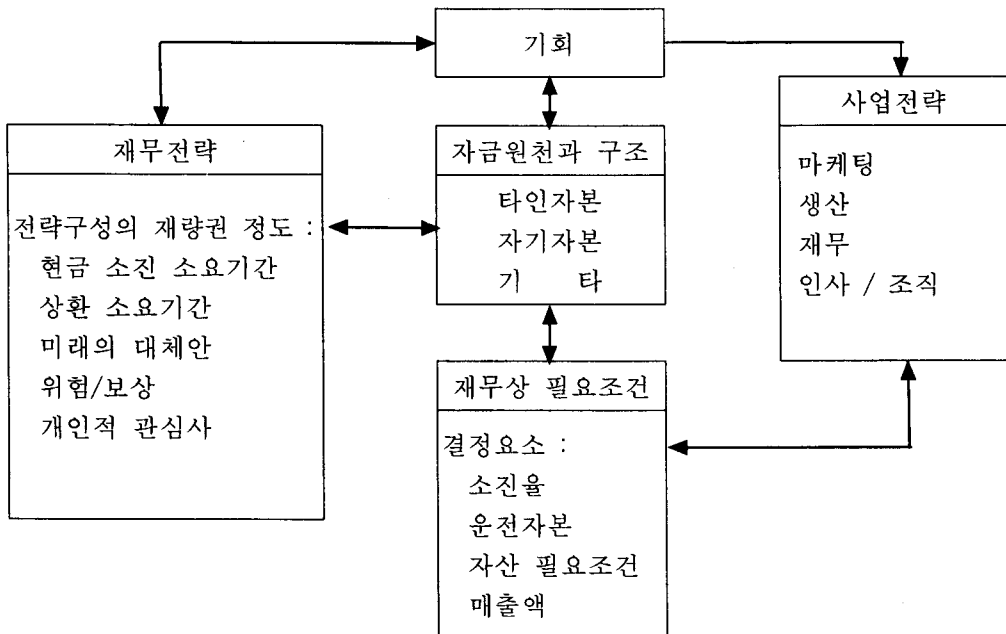 기회
재무전략
전략구성의 재량권 정도 :
현금 소진 소요기간
상환 소요기간
미래의 대체안
위험/보상
개인적 관심사
자금원천과 구조
타인자본
자기자본
기 타
재무상 필요조건
결정요소 :
소진율
운전자본
자산 필요조건
매출액
사업전략
마케팅
생산
재무
인사 / 조직